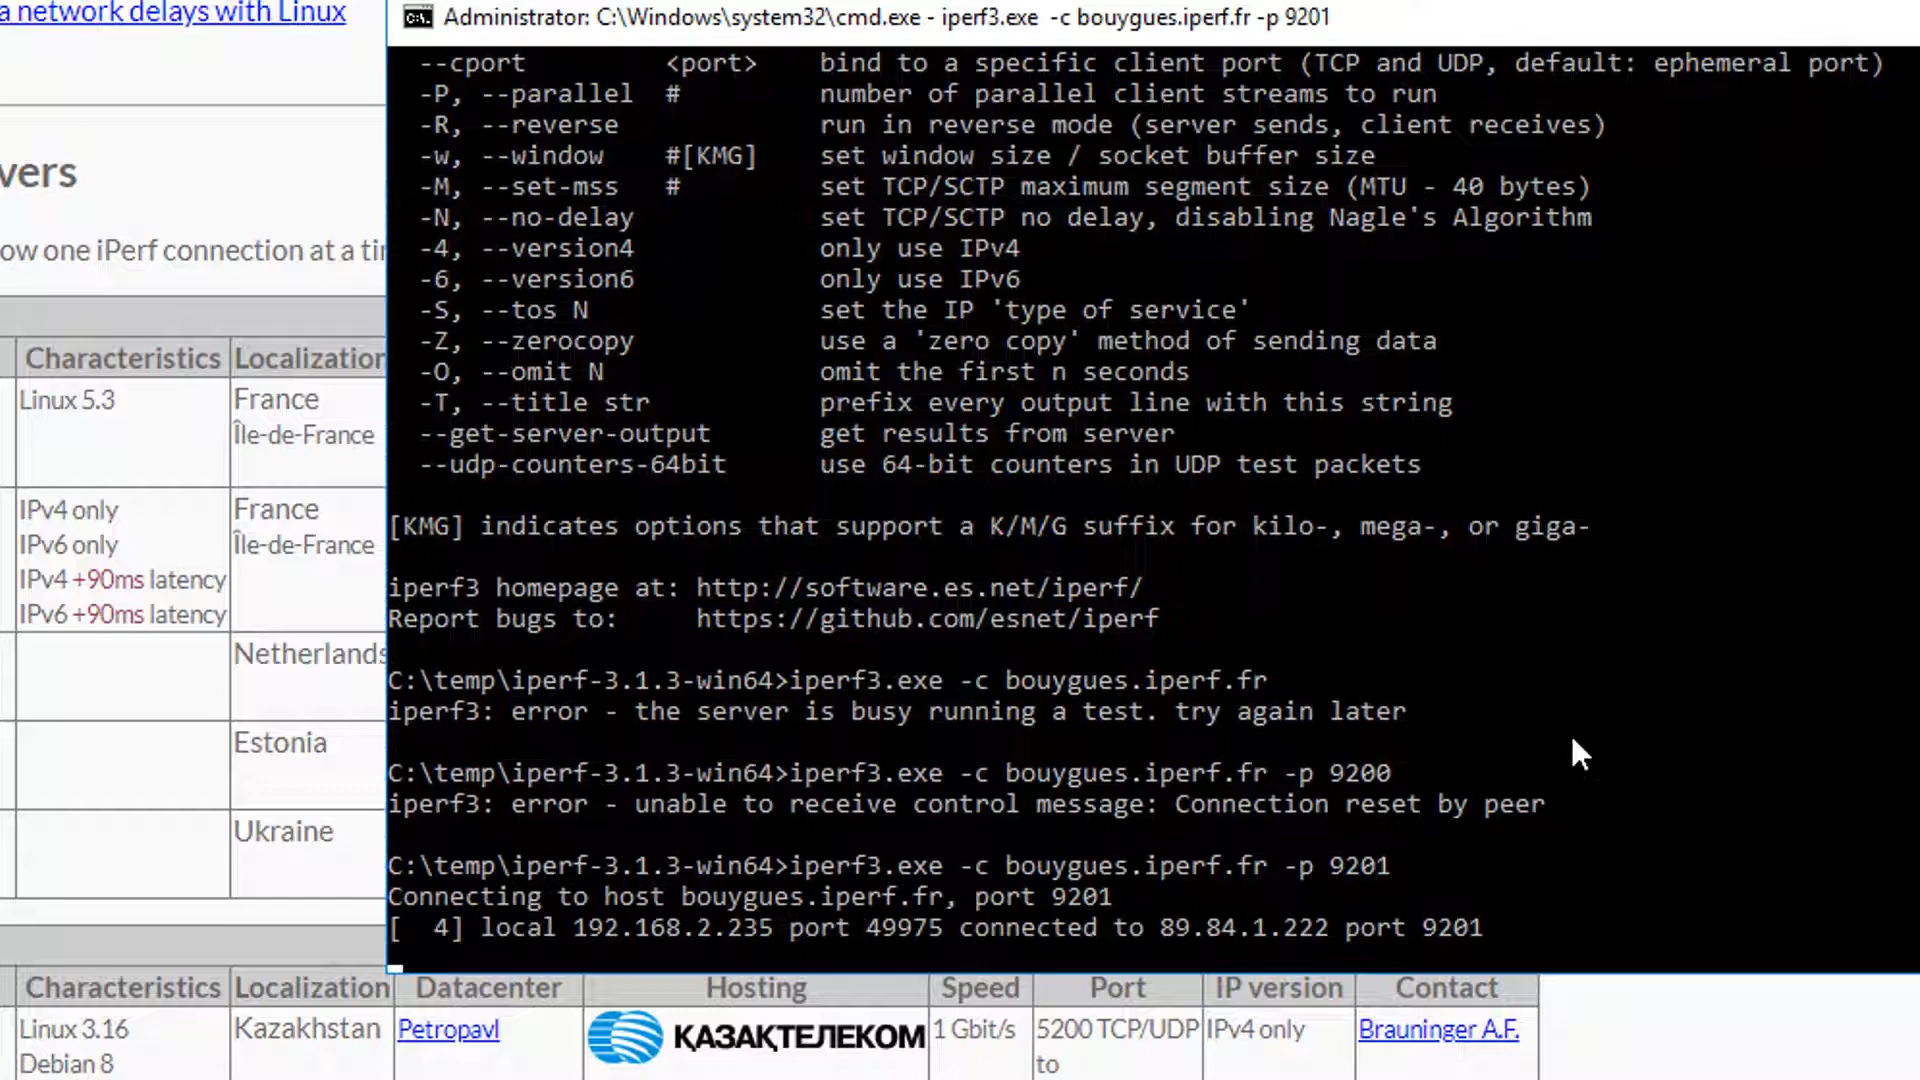 a network delays with Linux
Administrator: C:\Windows\system32\cmd.exe - iperf3.exe  -c bouygues.iperf.fr -p 9201
--cport <port> bind to a specific client port (TCP and UDP, default: ephemeral port)
-P, --parallel # number of parallel client streams to run
-R, --reverse run in reverse mode (server sends, client receives)
-w, --window #[KMG] set window size / socket buffer size
-M, --set-mss # set TCP/SCTP maximum segment size (MTU - 40 bytes)
-N, --no-delay set TCP/SCTP no delay, disabling Nagle's Algorithm
-4, --version4 only use IPv4
-6, --version6 only use IPv6
-S, --tos N set the IP 'type of service'
-Z, --zerocopy use a 'zero copy' method of sending data
-O, --omit N omit the first n seconds
-T, --title str prefix every output line with this string
--get-server-output get results from server
--udp-counters-64bit use 64-bit counters in UDP test packets
[KMG] indicates options that support a K/M/G suffix for kilo-, mega-, or giga-
iperf3 homepage at: http://software.es.net/iperf/
Report bugs to: https://github.com/esnet/iperf
C:\temp\iperf-3.1.3-win64>iperf3.exe -c bouygues.iperf.fr
iperf3: error - the server is busy running a test. try again later
C:\temp\iperf-3.1.3-win64>iperf3.exe -c bouygues.iperf.fr -p 9200
iperf3: error - unable to receive control message: Connection reset by peer
C:\temp\iperf-3.1.3-win64>iperf3.exe -c bouygues.iperf.fr -p 9201
Connecting to host bouygues.iperf.fr, port 9201
[  4] local 192.168.2.235 port 49975 connected to 89.84.1.222 port 9201
vers
ow one iPerf connection at a ti
Characteristics Localization
Linux 5.3 France
Île-de-France
IPv4 only France
IPv6 only Île-de-France
IPv4 +90ms latency
IPv6 +90ms latency
Netherlands
Estonia
Ukraine
Characteristics Localization Datacenter Hosting Speed Port IP version Contact
Linux 3.16 Kazakhstan Petropavl ҚАЗАҚТЕЛЕКОМ 1 Gbit/s 5200 TCP/UDP IPv4 only Brauninger A.F.
Debian 8 to